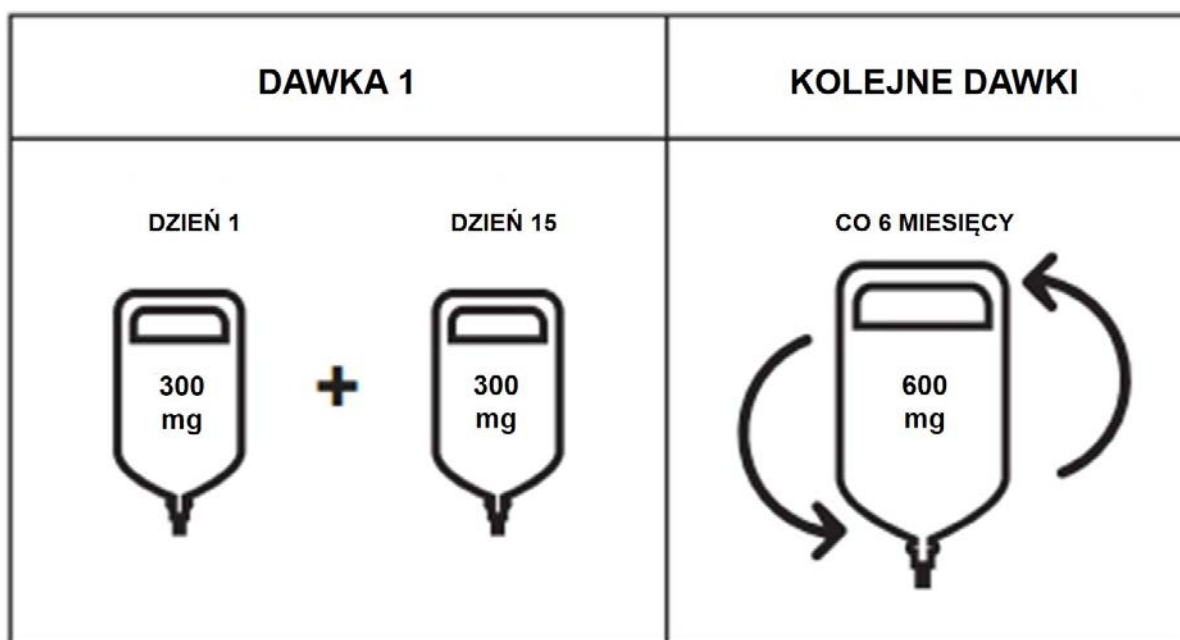 DAWKA 1
KOLEJNE DAWKI
DZIEŃ 1
DZIEŃ 15
CO 6 MIESIĘCY
300
mg
+
300
mg
600
mg